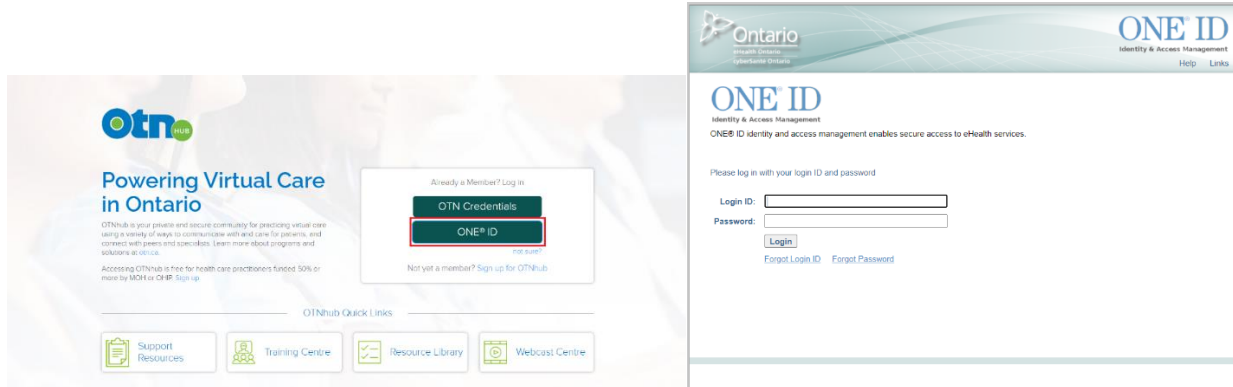 Otn HUB
Powering Virtual Care
in Ontario
OTNhub is your private and secure community for practicing virtual care
using a variety of ways to communicate with and care for patients, and
connect with peers and specialists. Learn more about programs and
solutions at otn.ca.
Accessing OTNhub is free for health care practitioners funded 50% or
more by MOH or OHIP. Sign up
Already a Member? Log in
OTN Credentials
ONE® ID
not sure?
Not yet a member? Sign up for OTNhub
OTNhub Quick Links
Support
Resources
Training Centre
Resource Library
Webcast Centre
Ontario
eHealth Ontario
cyberSanté Ontario
ONE® ID
Identity & Access Management
Help Links
ONE® ID
Identity & Access Management
ONE® ID identity and access management enables secure access to eHealth services.
Please log in with your login ID and password
Login ID:
Password:
Login
Forgot Login ID Forgot Password